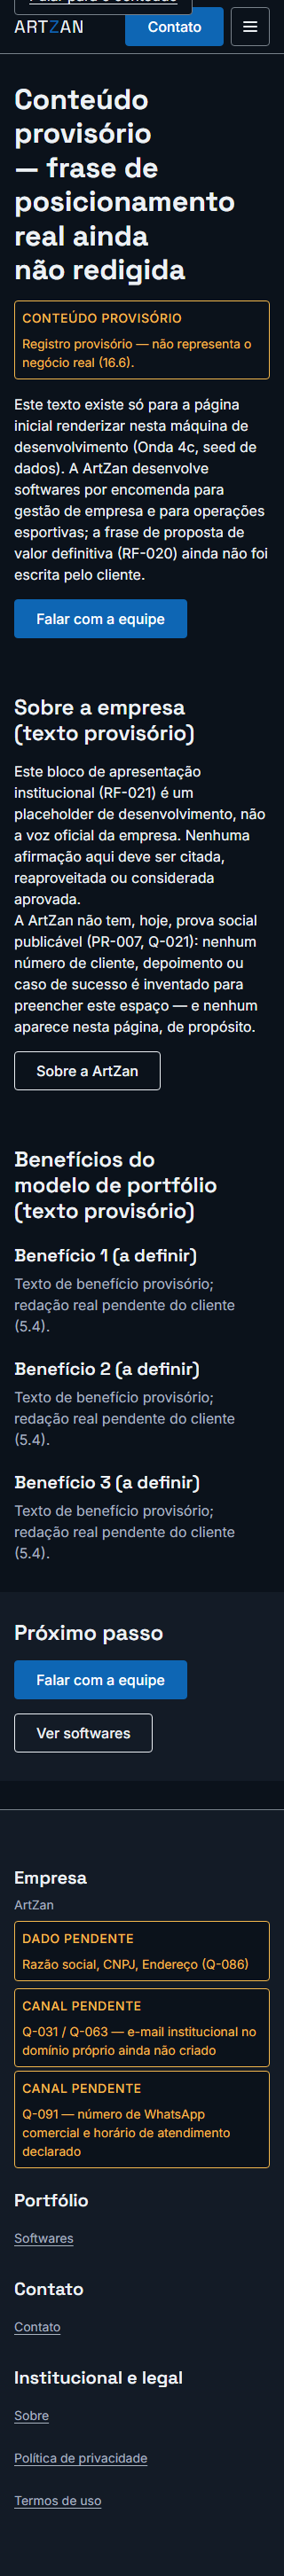 Pular para o conteúdo
ARTZAN
Contato
Conteúdo
provisório
— frase de
posicionamento
real ainda
não redigida
CONTEÚDO PROVISÓRIO
Registro provisório — não representa o
negócio real (16.6).
Este texto existe só para a página
inicial renderizar nesta máquina de
desenvolvimento (Onda 4c, seed de
dados). A ArtZan desenvolve
softwares por encomenda para
gestão de empresa e para operações
esportivas; a frase de proposta de
valor definitiva (RF-020) ainda não foi
escrita pelo cliente.
Falar com a equipe
Sobre a empresa
(texto provisório)
Este bloco de apresentação
institucional (RF-021) é um
placeholder de desenvolvimento, não
a voz oficial da empresa. Nenhuma
afirmação aqui deve ser citada,
reaproveitada ou considerada
aprovada.
A ArtZan não tem, hoje, prova social
publicável (PR-007, Q-021): nenhum
número de cliente, depoimento ou
caso de sucesso é inventado para
preencher este espaço — e nenhum
aparece nesta página, de propósito.
Sobre a ArtZan
Benefícios do
modelo de portfólio
(texto provisório)
Benefício 1 (a definir)
Texto de benefício provisório;
redação real pendente do cliente
(5.4).
Benefício 2 (a definir)
Texto de benefício provisório;
redação real pendente do cliente
(5.4).
Benefício 3 (a definir)
Texto de benefício provisório;
redação real pendente do cliente
(5.4).
Próximo passo
Falar com a equipe
Ver softwares
Empresa
ArtZan
DADO PENDENTE
Razão social, CNPJ, Endereço (Q-086)
CANAL PENDENTE
Q-031 / Q-063 — e-mail institucional no
domínio próprio ainda não criado
CANAL PENDENTE
Q-091 — número de WhatsApp
comercial e horário de atendimento
declarado
Portfólio
Softwares
Contato
Contato
Institucional e legal
Sobre
Política de privacidade
Termos de uso